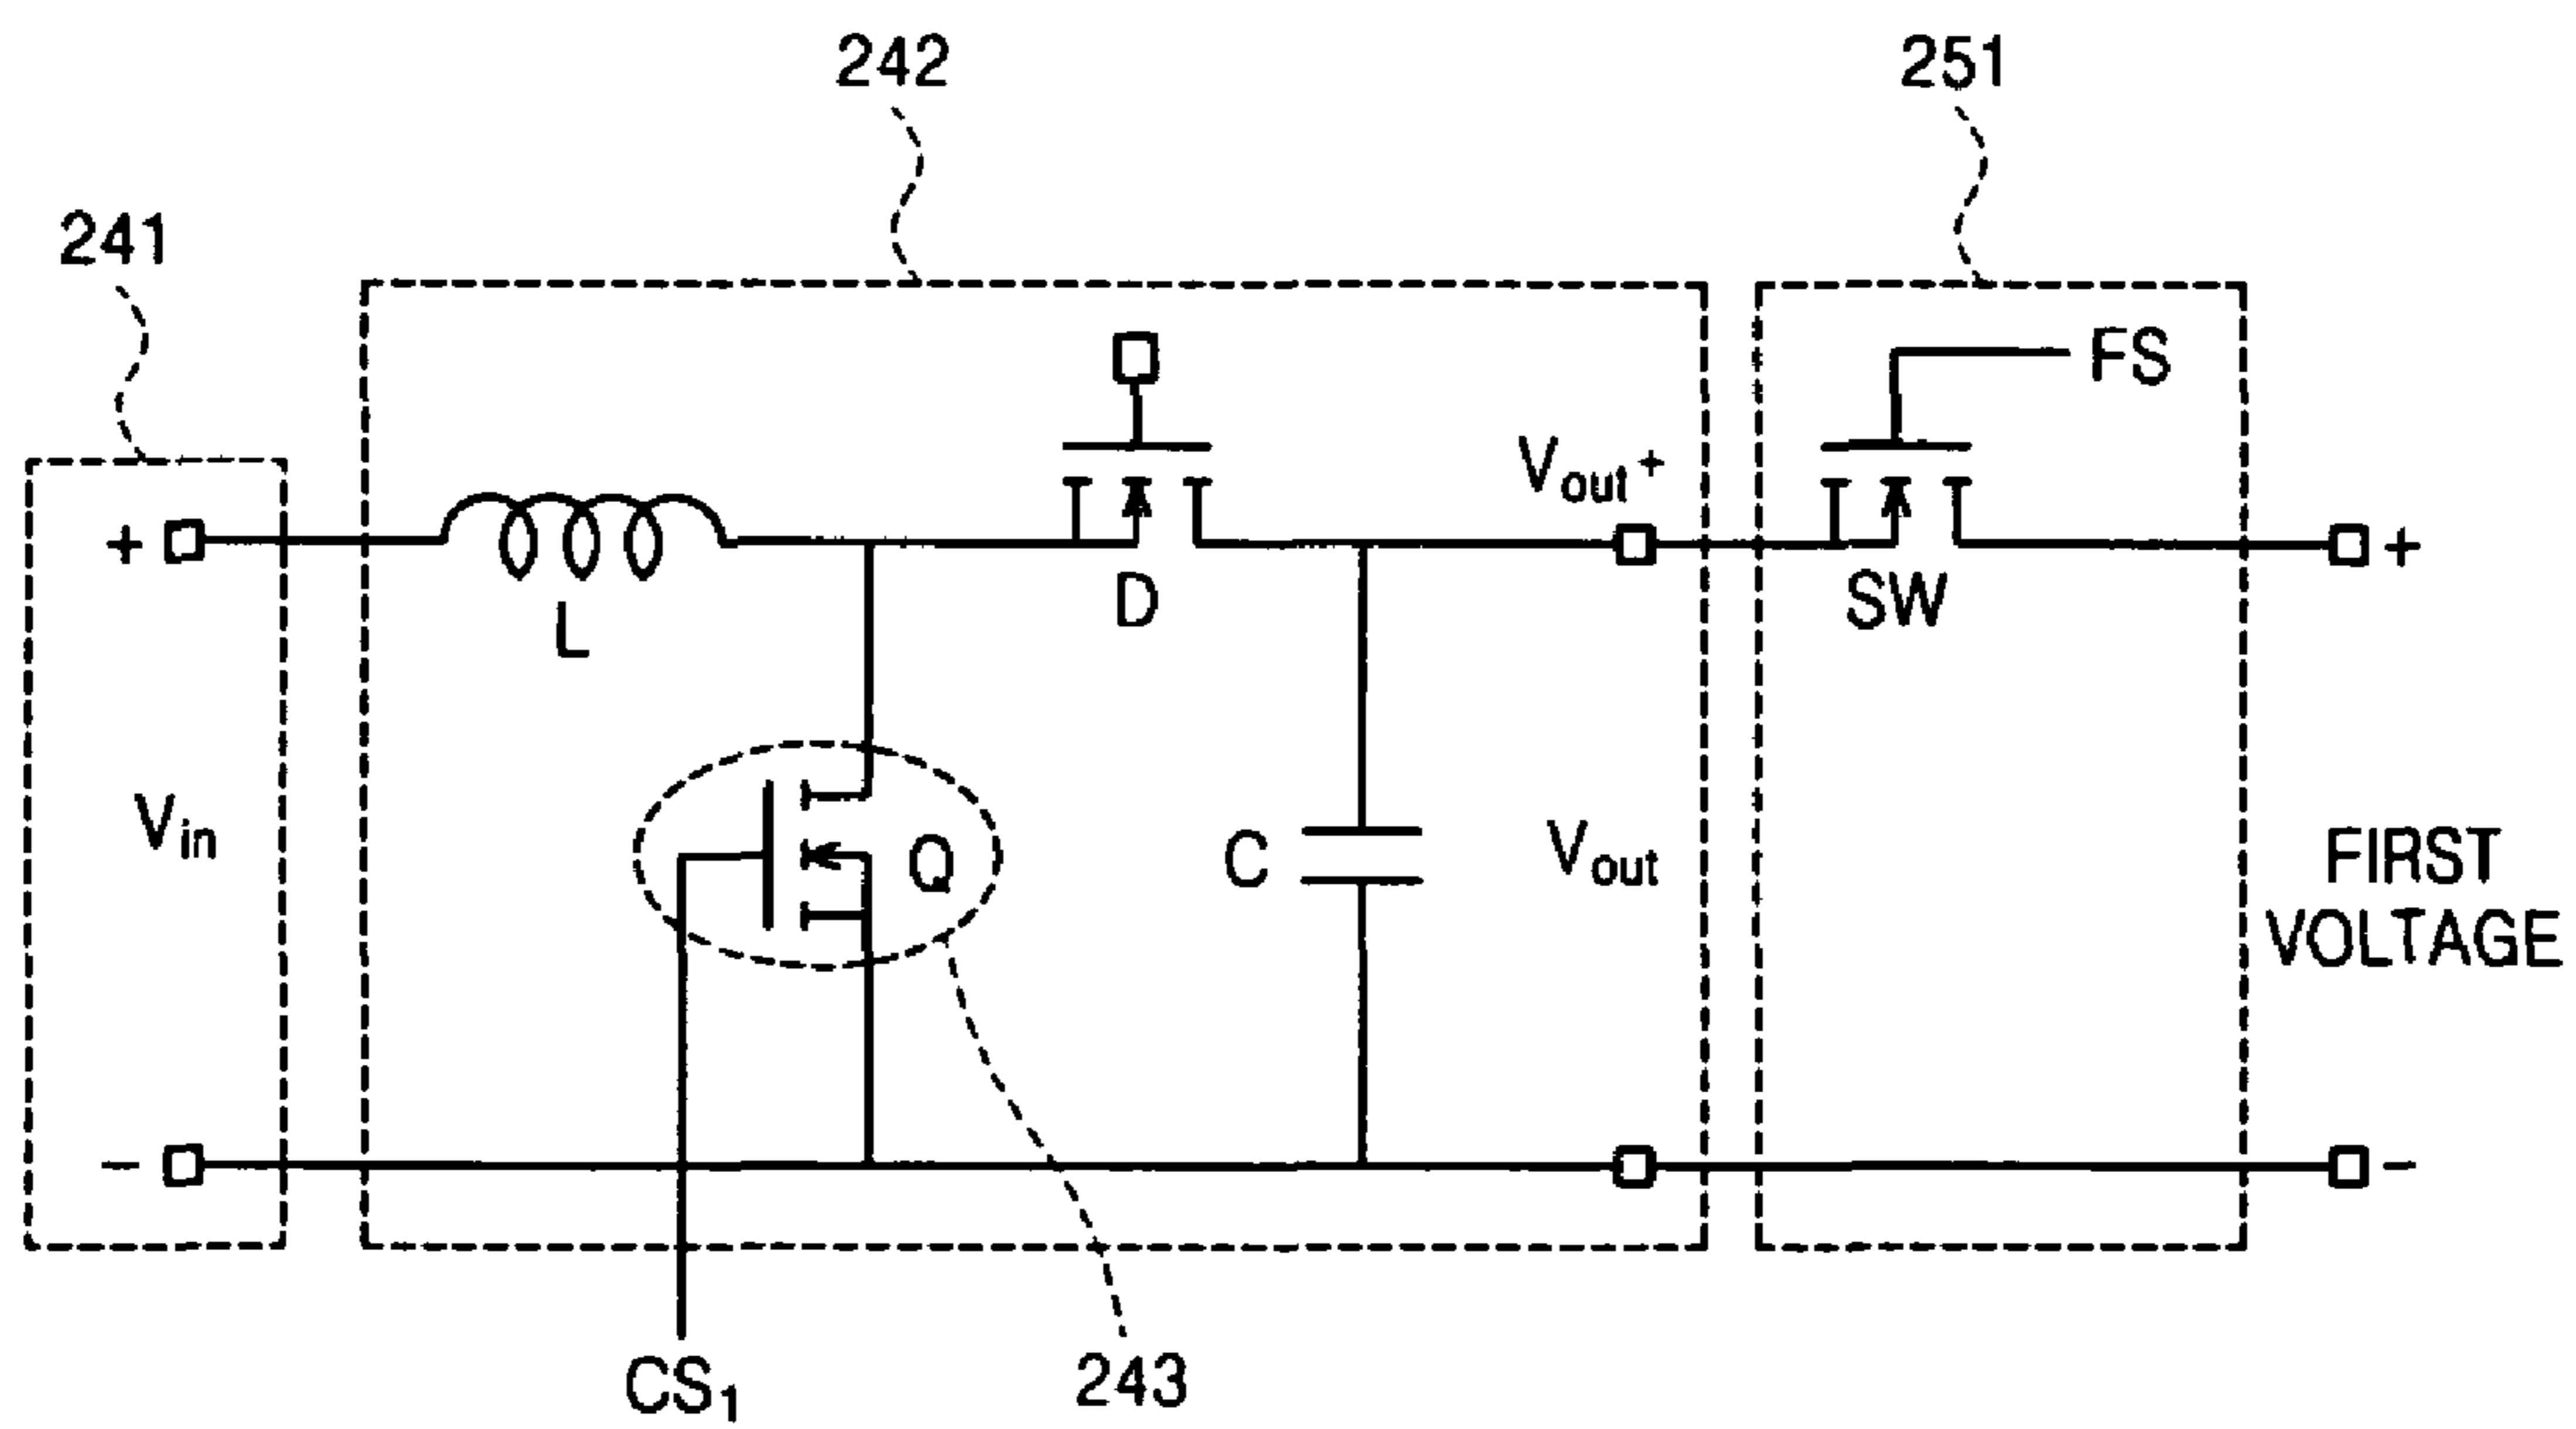 242
251
241
FS
Vout+
+
+
L
D
SW
Vin
Q
C
Vout
FIRST
VOLTAGE
−
−
CS1
243